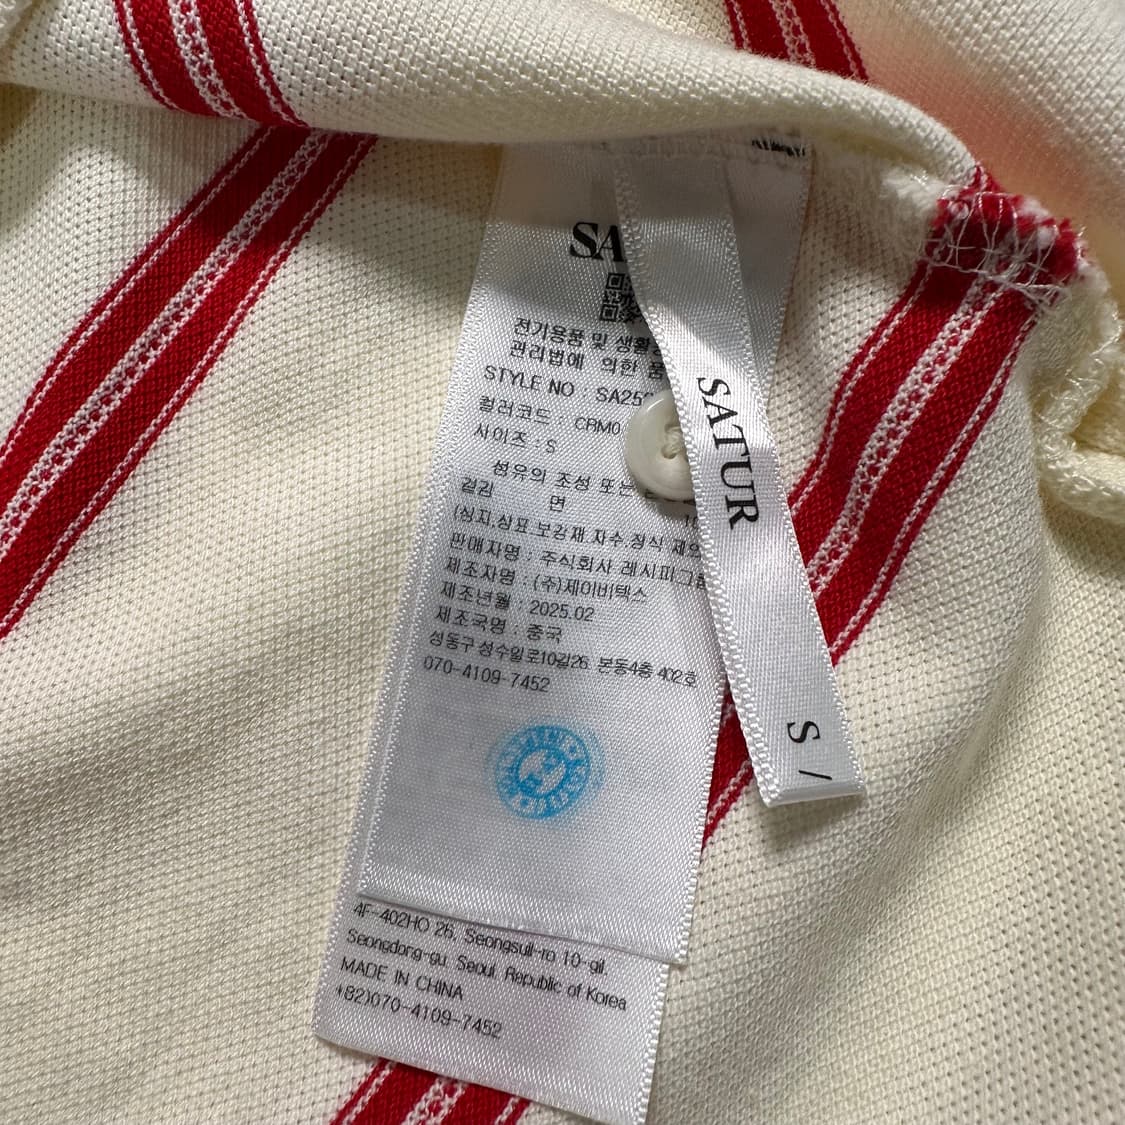 SA
전기용품 및 생활
관리법에 의한 품
STYLE NO : SA25
컬러코드 : CRM0
사이즈 : S
섬유의 조성 또는
겉감 면 10
(심지.심표 보강재.자수.장식 제외
판매자명 : 주식회사 레시피그룹
제조자명 : (주)제이비텍스
제조년월 : 2025.02
제조국명 : 중국
성동구 성수일로10길26 본동4층 402호
070-4109-7452
4F-402HO 26, Seongsuil-ro 10-gil,
Seongdong-gu, Seoul, Republic of Korea
MADE IN CHINA
+82)070-4109-7452
SATUR
S /